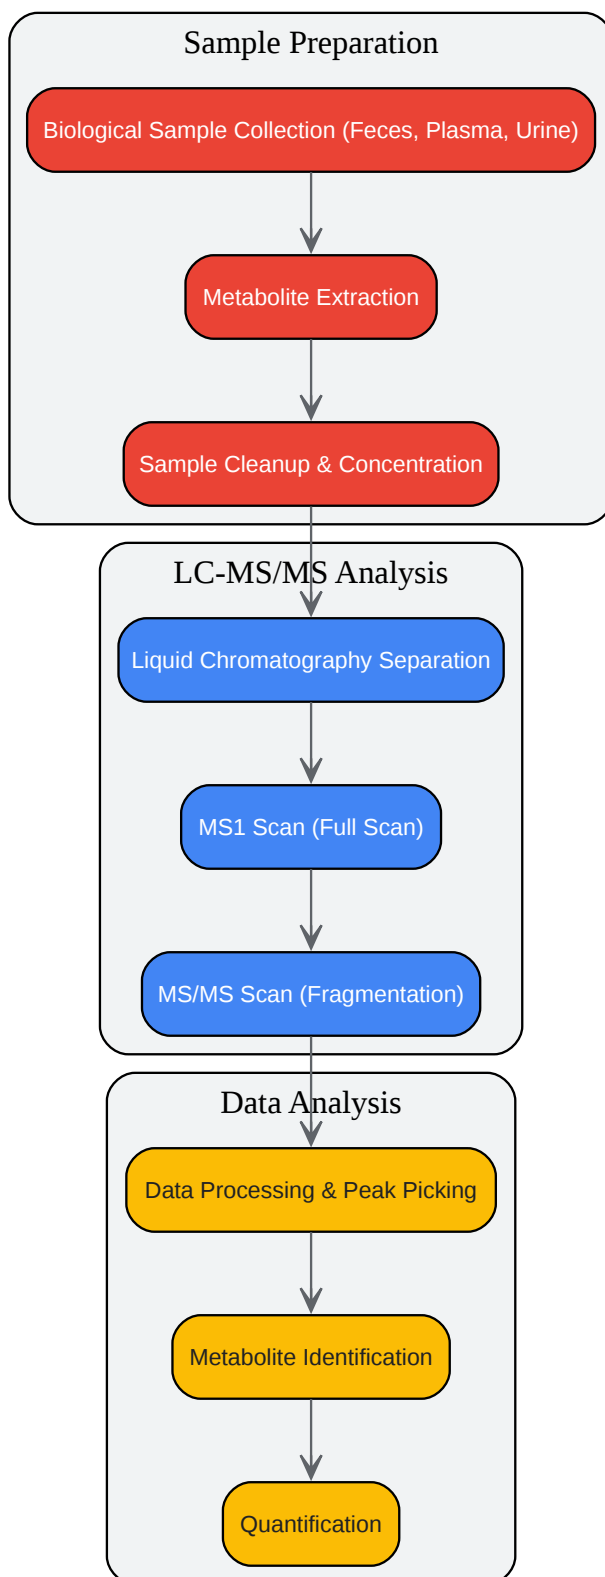 Sample Preparation
Biological Sample Collection (Feces, Plasma, Urine)
Metabolite Extraction
Sample Cleanup & Concentration
LC-MS/MS Analysis
Liquid Chromatography Separation
MS1 Scan (Full Scan)
MS/MS Scan (Fragmentation)
Data Analysis
Data Processing & Peak Picking
Metabolite Identification
Quantification